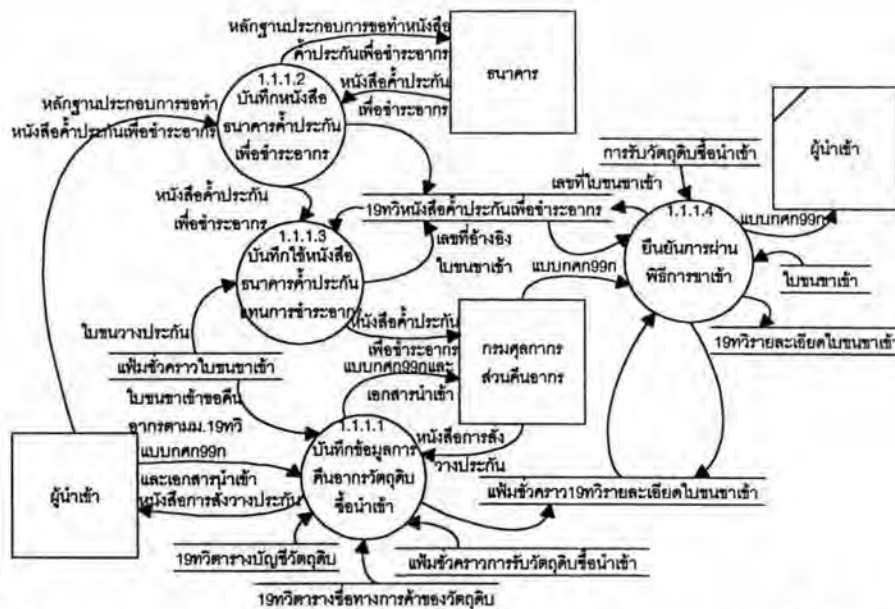 หลักฐานประกอบการขอทำหนังสือ
ค้ำประกันเพื่อชำระอากร
ธนาคาร
1.1.1.2
บันทึกหนังสือ
ธนาคารค้ำประกัน
เพื่อชำระอากร
หนังสือค้ำประกัน
เพื่อชำระอากร
หลักฐานประกอบการขอทำ
หนังสือค้ำประกันเพื่อชำระอากร
ผู้นำเข้า
การรับวัตถุดิบซื้อนำเข้า
หนังสือค้ำประกัน
เพื่อชำระอากร
19ทวิหนังสือค้ำประกันเพื่อชำระอากร
เลขที่ใบขนขาเข้า
1.1.1.4
ยืนยันการผ่าน
พิธีการขาเข้า
แบบกศก99ก
1.1.1.3
บันทึกใช้หนังสือ
ธนาคารค้ำประกัน
แทนการชำระอากร
เลขที่อ้างอิง
ใบขนขาเข้า
แบบกศก99ก
ใบขนขาเข้า
ใบขนวางประกัน
หนังสือค้ำประกัน
เพื่อชำระอากร
กรมศุลกากร
ส่วนคืนอากร
19ทวิรายละเอียดใบขนขาเข้า
แฟ้มชั่วคราวใบขนขาเข้า
แบบกศก99กและ
เอกสารนำเข้า
ใบขนขาเข้าขอคืน
อากรตามม.19ทวิ
1.1.1.1
บันทึกข้อมูลการ
คืนอากรวัตถุดิบ
ซื้อนำเข้า
หนังสือการสั่ง
วางประกัน
ผู้นำเข้า
แบบกศก99ก
และเอกสารนำเข้า
หนังสือการสั่งวางประกัน
แฟ้มชั่วคราว19ทวิรายละเอียดใบขนขาเข้า
19ทวิตารางบัญชีวัตถุดิบ
แฟ้มชั่วคราวการรับวัตถุดิบซื้อนำเข้า
19ทวิตารางชื่อทางการค้าของวัตถุดิบ